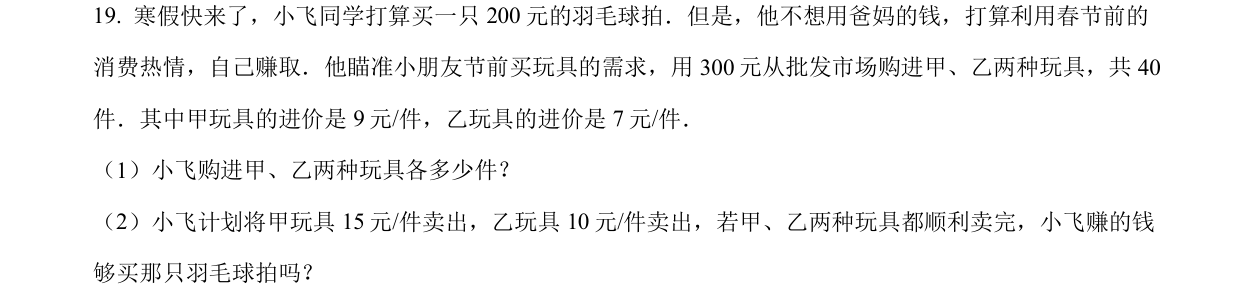 19. 寒假快来了，小飞同学打算买一只 200 元的羽毛球拍．但是，他不想用爸妈的钱，打算利用春节前的
消费热情，自己赚取．他瞄准小朋友节前买玩具的需求，用 300 元从批发市场购进甲、乙两种玩具，共 40
件．其中甲玩具的进价是 9 元/件，乙玩具的进价是 7 元/件．
（1）小飞购进甲、乙两种玩具各多少件？
（2）小飞计划将甲玩具 15 元/件卖出，乙玩具 10 元/件卖出，若甲、乙两种玩具都顺利卖完，小飞赚的钱
够买那只羽毛球拍吗？